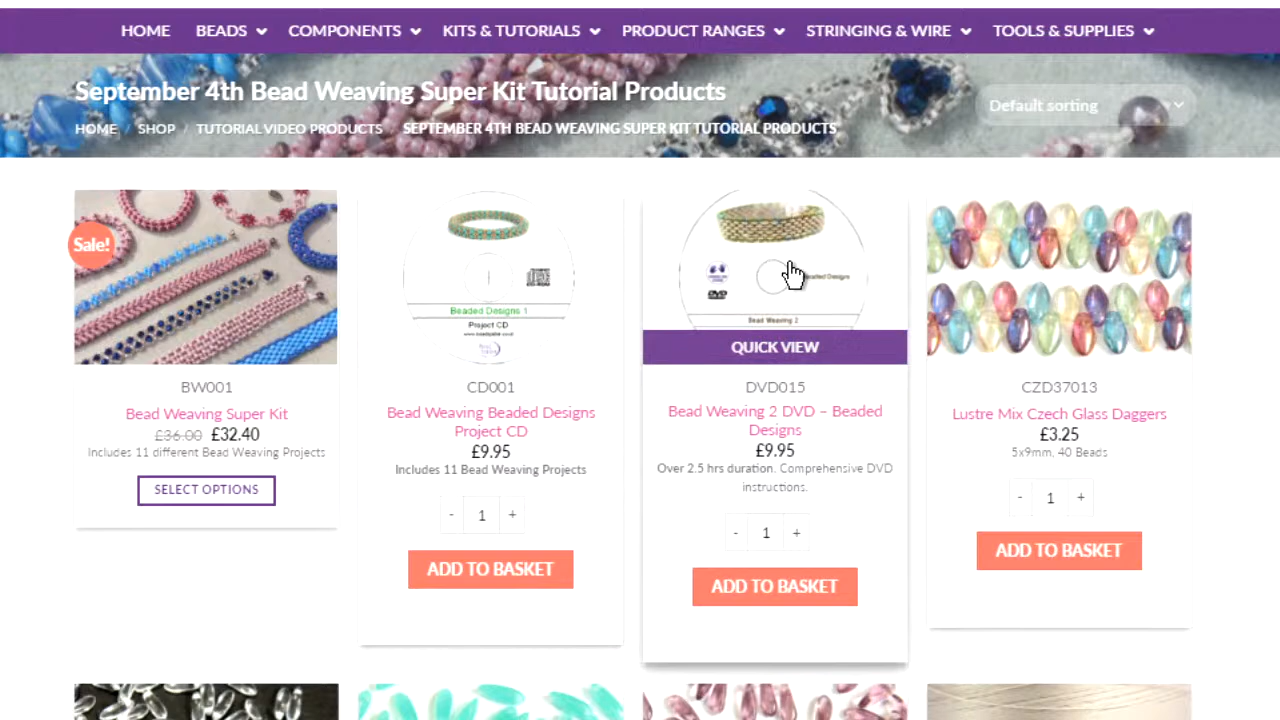 HOME BEADS COMPONENTS KITS & TUTORIALS PRODUCT RANGES STRINGING & WIRE TOOLS & SUPPLIES
September 4th Bead Weaving Super Kit Tutorial Products
Default sorting
HOME / SHOP / TUTORIAL VIDEO PRODUCTS / SEPTEMBER 4TH BEAD WEAVING SUPER KIT TUTORIAL PRODUCTS
Sale!
BW001
Bead Weaving Super Kit
£36.00 £32.40
Includes 11 different Bead Weaving Projects
SELECT OPTIONS
Beaded Designs 1
Project CD
CD001
Bead Weaving Beaded Designs
Project CD
£9.95
Includes 11 Bead Weaving Projects
- 1 +
ADD TO BASKET
Beaded Designs
DVD
Bead Weaving 2
QUICK VIEW
DVD015
Bead Weaving 2 DVD – Beaded
Designs
£9.95
Over 2.5 hrs duration. Comprehensive DVD
instructions.
- 1 +
ADD TO BASKET
CZD37013
Lustre Mix Czech Glass Daggers
£3.25
5x9mm, 40 Beads
- 1 +
ADD TO BASKET